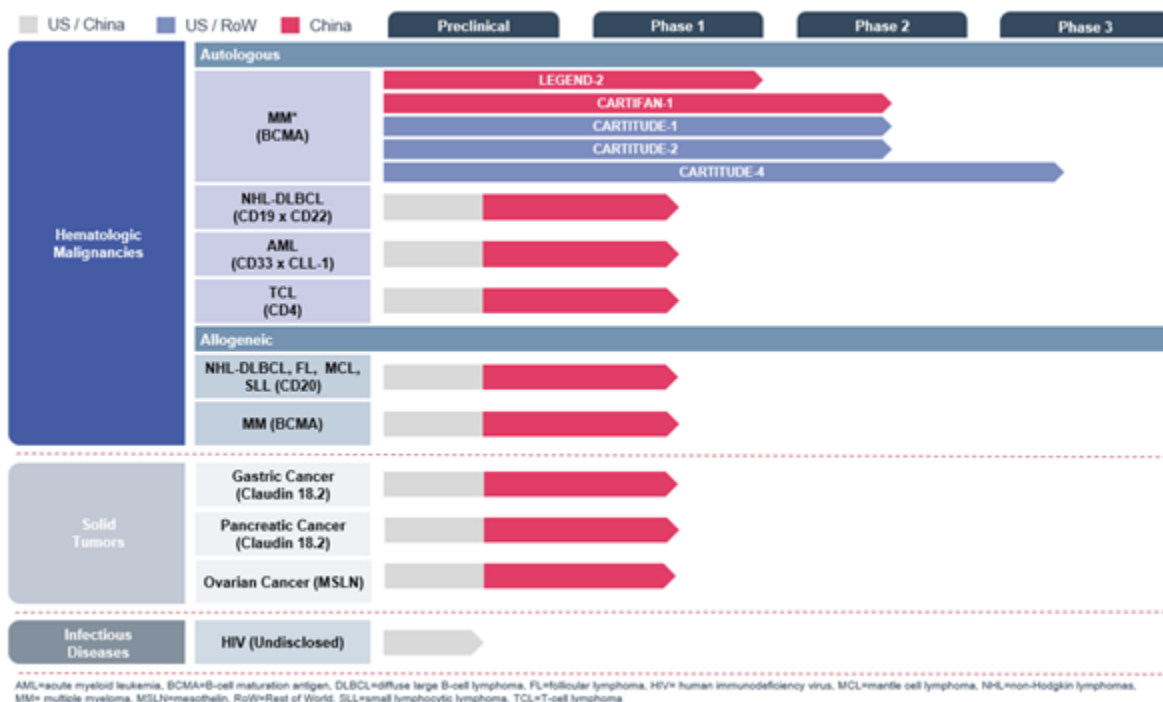 US / China
US / RoW
China
Preclinical
Phase 1
Phase 2
Phase 3
Hematologic
Malignancies
Autologous
MM*
(BCMA)
LEGEND-2
CARTIFAN-1
CARTITUDE-1
CARTITUDE-2
CARTITUDE-4
NHL-DLBCL
(CD19 x CD22)
AML
(CD33 x CLL-1)
TCL
(CD4)
Allogeneic
NHL-DLBCL, FL, MCL,
SLL (CD20)
MM (BCMA)
Solid
Tumors
Gastric Cancer
(Claudin 18.2)
Pancreatic Cancer
(Claudin 18.2)
Ovarian Cancer (MSLN)
Infectious
Diseases
HIV (Undisclosed)
AML=acute myeloid leukemia, BCMA=B-cell maturation antigen, DLBCL=diffuse large B-cell lymphoma, FL=follicular lymphoma, HIV= human immunodeficiency virus, MCL=mantle cell lymphoma, NHL=non-Hodgkin lymphomas,
MM= multiple myeloma, MSLN=mesothelin, RoW=Rest of World, SLL=small lymphocytic lymphoma, TCL=T-cell lymphoma